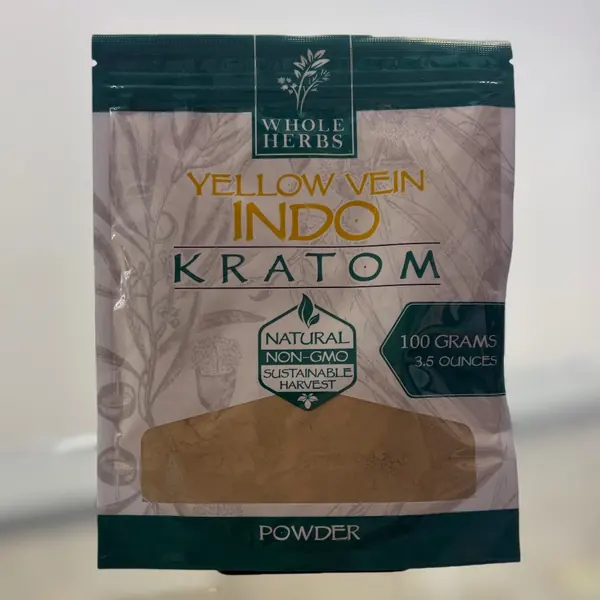 WHOLE
HERBS
YELLOW VEIN
INDO
KRATOM
NATURAL
NON-GMO
SUSTAINABLE
HARVEST
100 GRAMS
3.5 OUNCES
POWDER